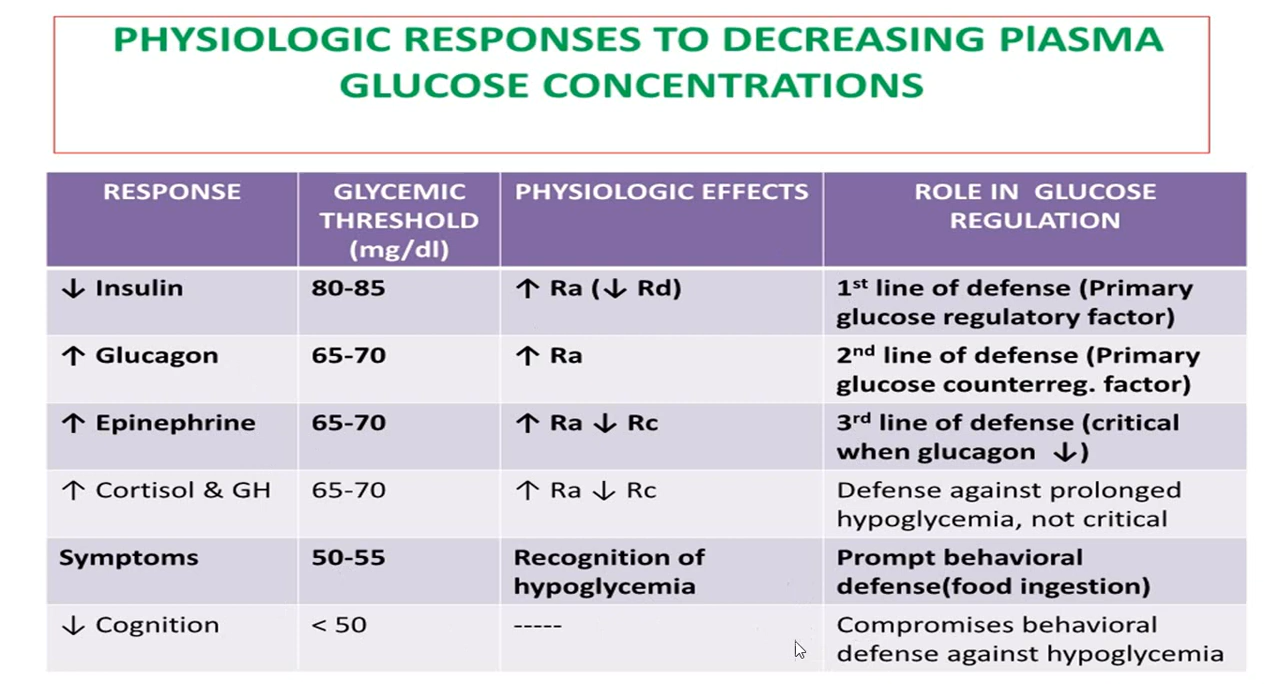 PHYSIOLOGIC RESPONSES TO DECREASING PlASMA
GLUCOSE CONCENTRATIONS
RESPONSE
GLYCEMIC
THRESHOLD
(mg/dl)
PHYSIOLOGIC EFFECTS
ROLE IN GLUCOSE
REGULATION
↓ Insulin
80-85
↑ Ra (↓ Rd)
1st line of defense (Primary
glucose regulatory factor)
↑ Glucagon
65-70
↑ Ra
2nd line of defense (Primary
glucose counterreg. factor)
↑ Epinephrine
65-70
↑ Ra ↓ Rc
3rd line of defense (critical
when glucagon ↓)
↑ Cortisol & GH
65-70
↑ Ra ↓ Rc
Defense against prolonged
hypoglycemia, not critical
Symptoms
50-55
Recognition of
hypoglycemia
Prompt behavioral
defense(food ingestion)
↓ Cognition
< 50
-----
Compromises behavioral
defense against hypoglycemia